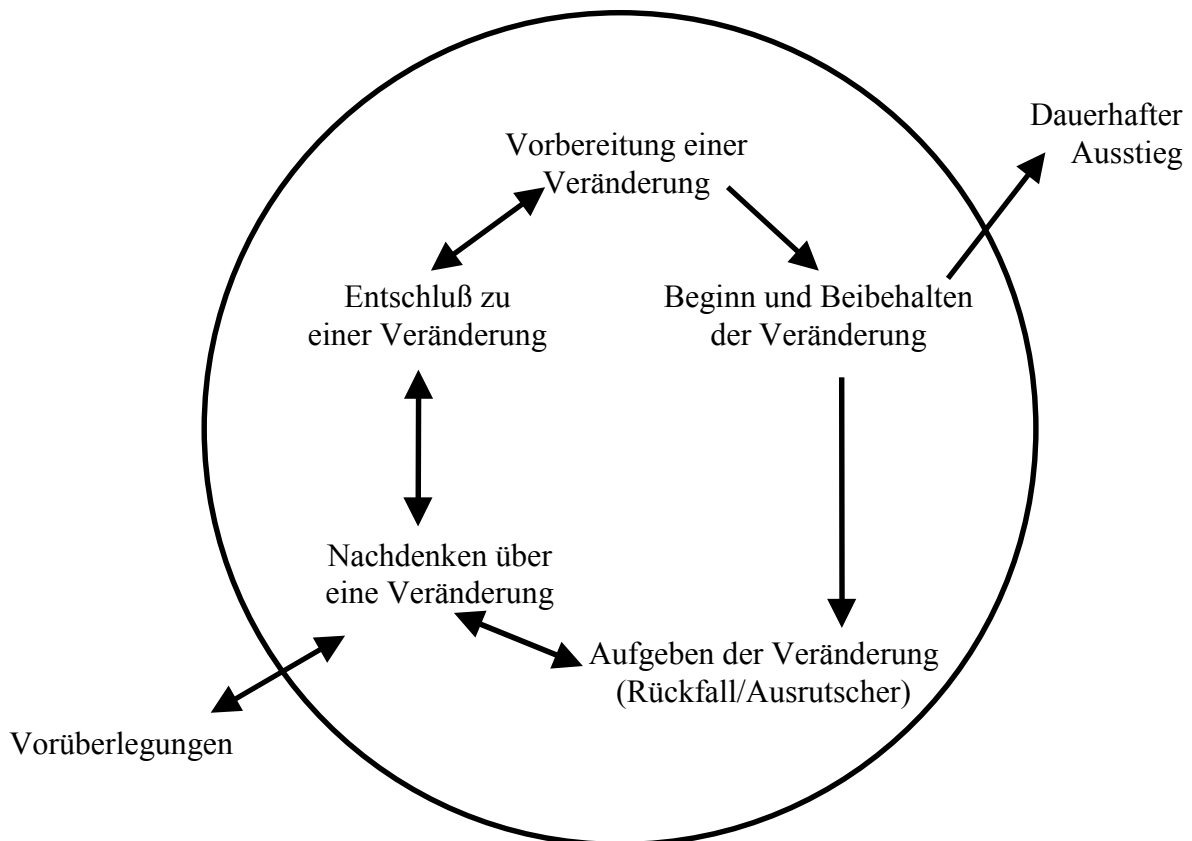 Dauerhafter
Ausstieg
Vorbereitung einer
Veränderung
Entschluß zu
einer Veränderung
Beginn und Beibehalten
der Veränderung
Nachdenken über
eine Veränderung
Aufgeben der Veränderung
(Rückfall/Ausrutscher)
Vorüberlegungen